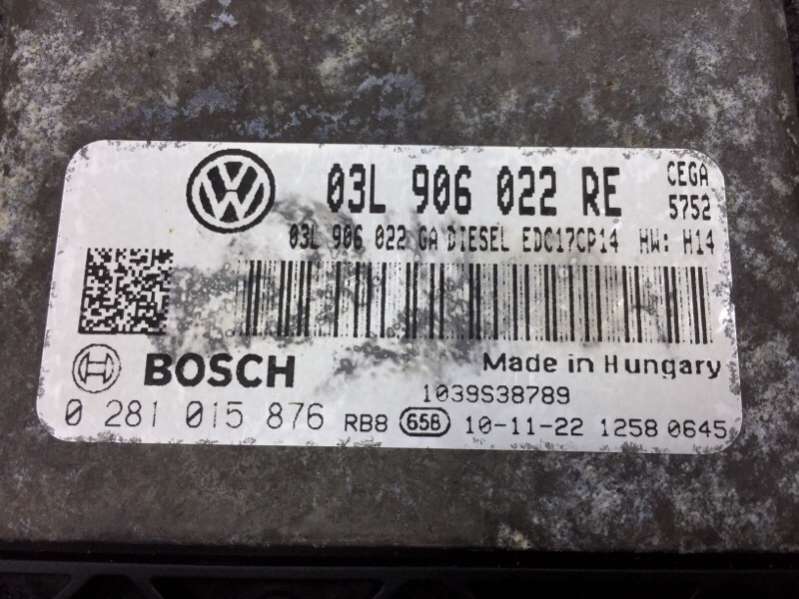 03L 906 022 RE CEGA
5752
03L 906 022 GA DIESEL EDC17CP14 HW: H14
BOSCH Made in Hungary
1039S38789
0 281 015 876 RB8 65B 10-11-22 1258 0645